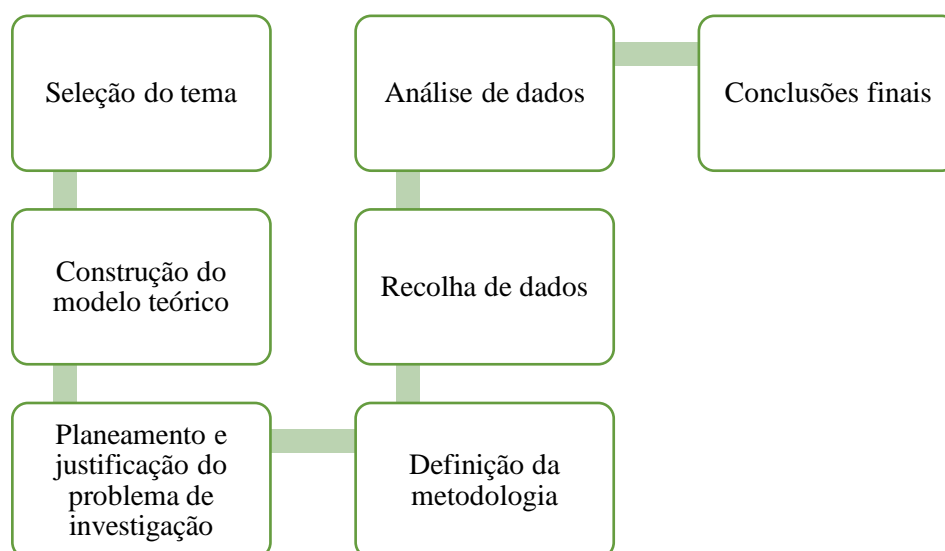 Seleção do tema
Construção do
modelo teórico
Planeamento e
justificação do
problema de
investigação
Definição da
metodologia
Recolha de dados
Análise de dados
Conclusões finais